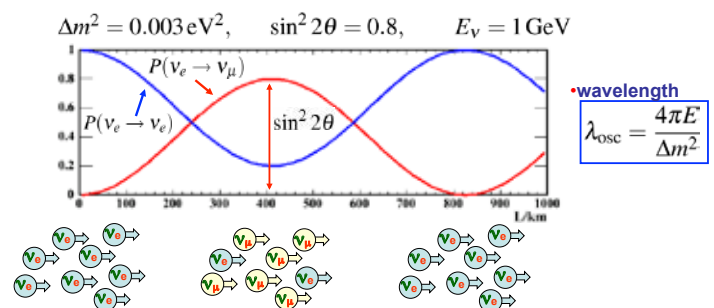 Δm² = 0.003 eV², sin² 2θ = 0.8, E_ν = 1 GeV
1
0.8
0.6
0.4
0.2
0
P(ν_e → ν_μ)
P(ν_e → ν_e)
sin² 2θ
0 100 200 300 400 500 600 700 800 900 1000
L/km
•wavelength
λ_osc = 4πE / Δm²
ν_e ν_e ν_e ν_e ν_e ν_e ν_e ν_e
ν_μ ν_μ ν_e ν_μ ν_μ ν_μ ν_e ν_μ
ν_e ν_e ν_e ν_e ν_e ν_e ν_e ν_e